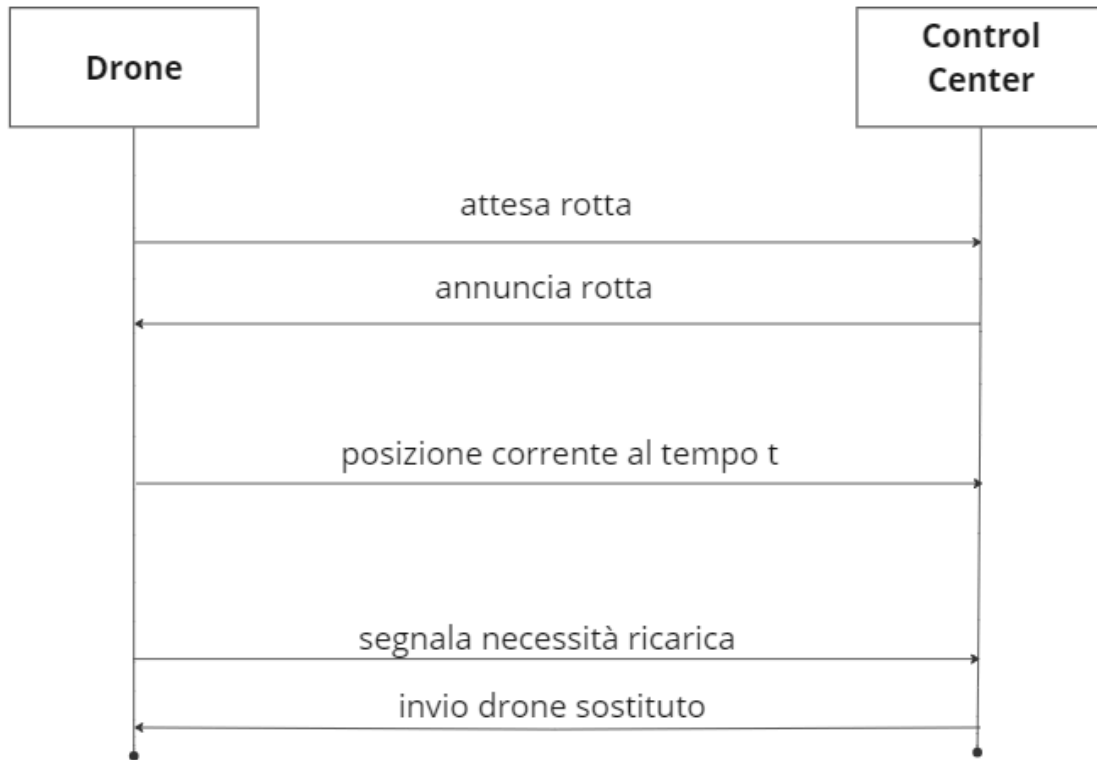 Drone
Control
Center
attesa rotta
annuncia rotta
posizione corrente al tempo t
segnala necessità ricarica
invio drone sostituto